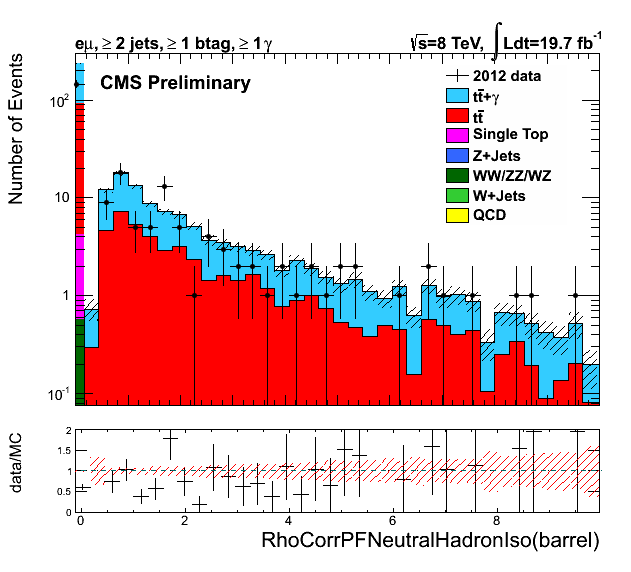 eμ, ≥ 2 jets, ≥ 1 btag, ≥ 1 γ
√s=8 TeV, ∫ Ldt=19.7 fb⁻¹
CMS Preliminary
Number of Events
2012 data
tt̄+γ
tt̄
Single Top
Z+Jets
WW/ZZ/WZ
W+Jets
QCD
10²
10
1
10⁻¹
data/MC
2
1.5
1
0.5
0
0 2 4 6 8
RhoCorrPFNeutralHadronIso(barrel)